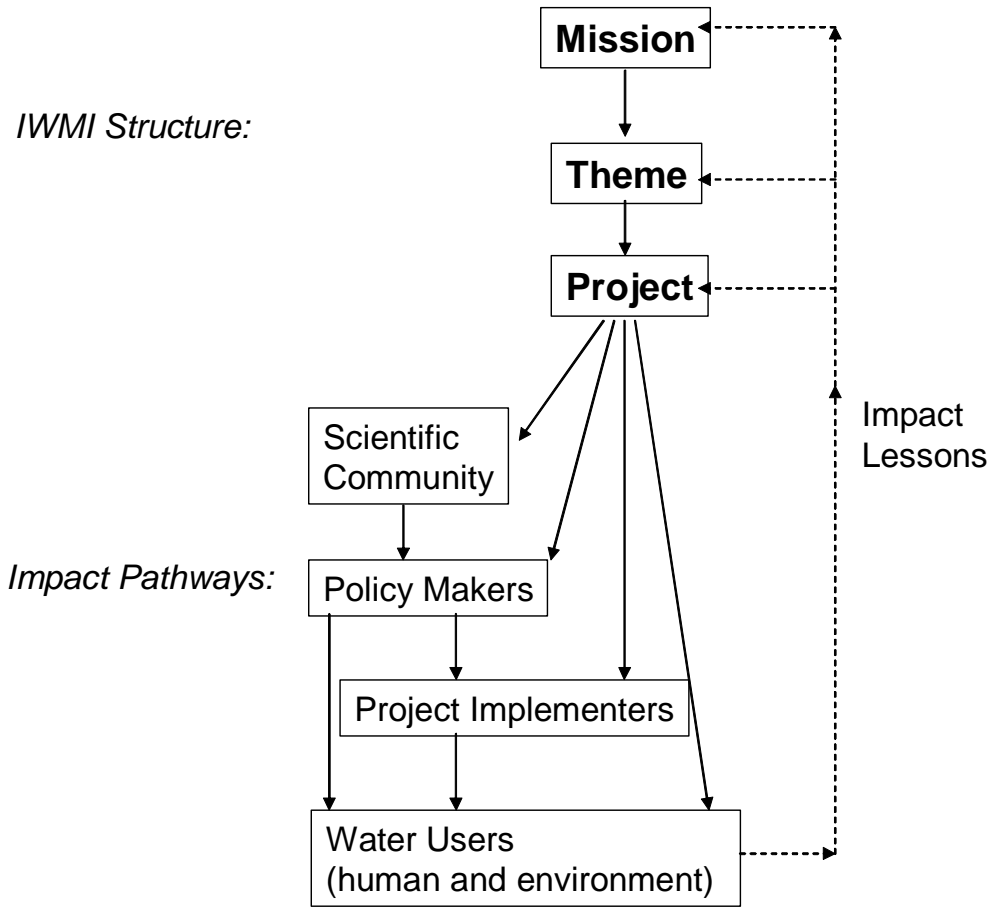 Mission
IWMI Structure:
Theme
Project
Impact
Lessons
Scientific
Community
Impact Pathways:
Policy Makers
Project Implementers
Water Users
(human and environment)